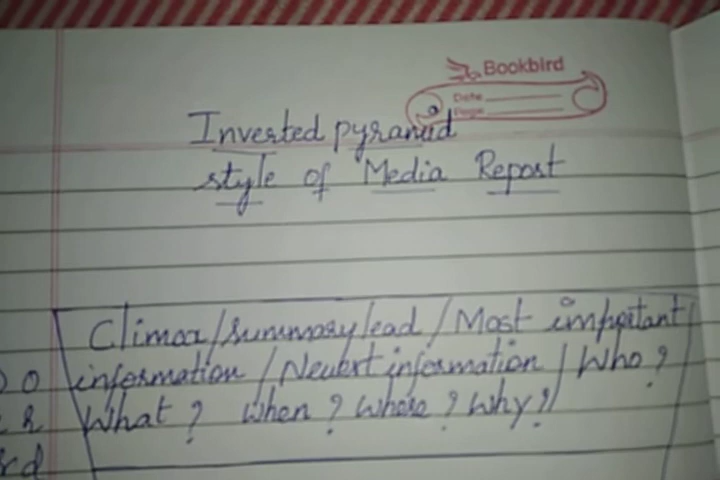 Bookbird
Date
Page
Inverted pyramid
style of Media Report
Climax/summary lead / Most important
information / Newest information / Who?
What? When? Where? Why?